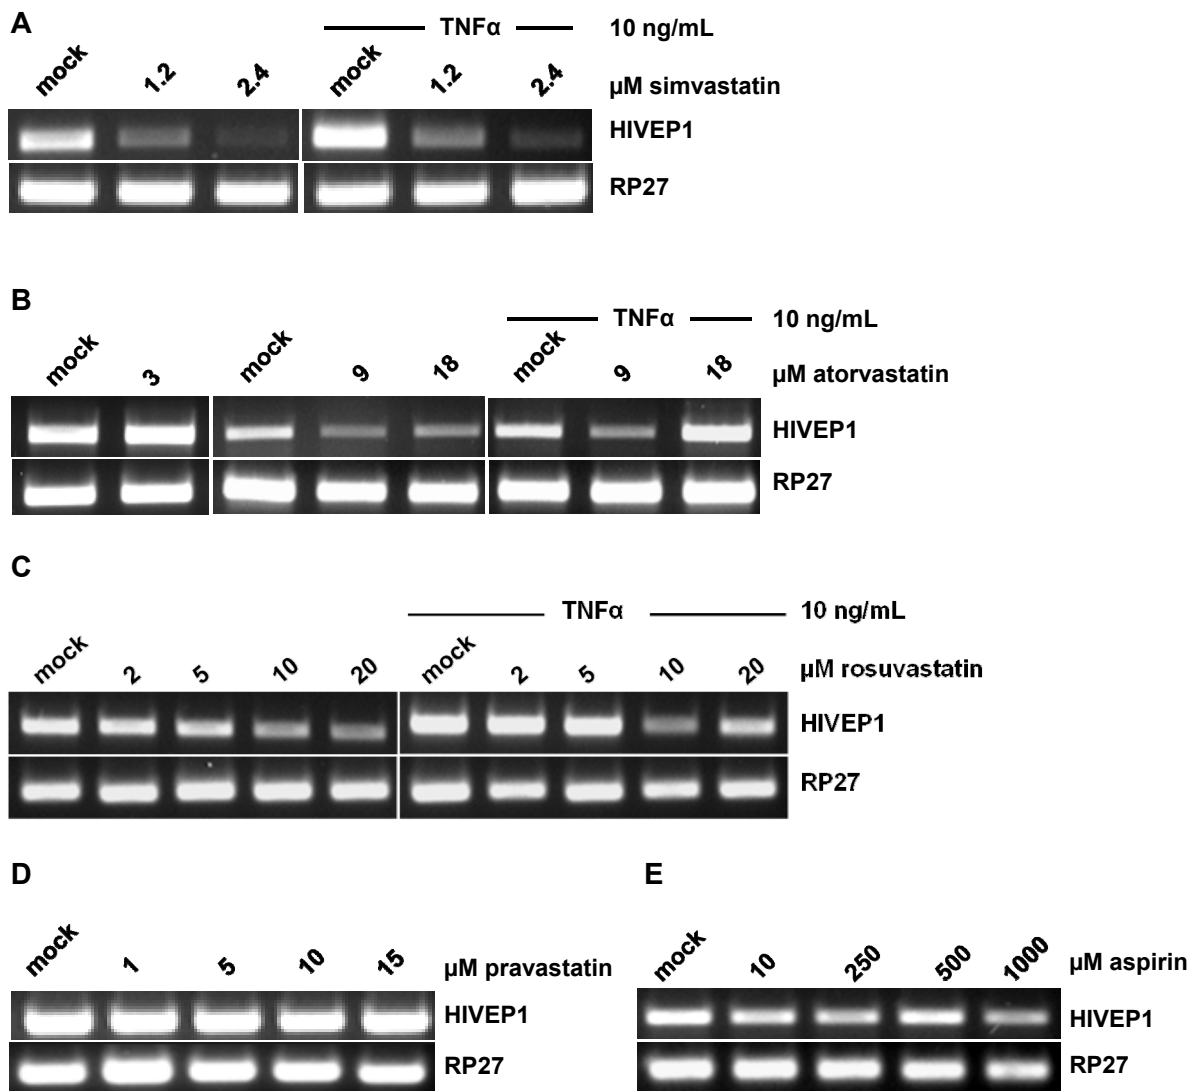 A
TNFα 10 ng/mL
mock 1.2 2.4 mock 1.2 2.4 µM simvastatin
HIVEP1
RP27
B
TNFα 10 ng/mL
mock 3 mock 9 18 mock 9 18 µM atorvastatin
HIVEP1
RP27
C
TNFα 10 ng/mL
mock 2 5 10 20 mock 2 5 10 20 µM rosuvastatin
HIVEP1
RP27
D
mock 1 5 10 15 µM pravastatin
HIVEP1
RP27
E
mock 10 250 500 1000 µM aspirin
HIVEP1
RP27